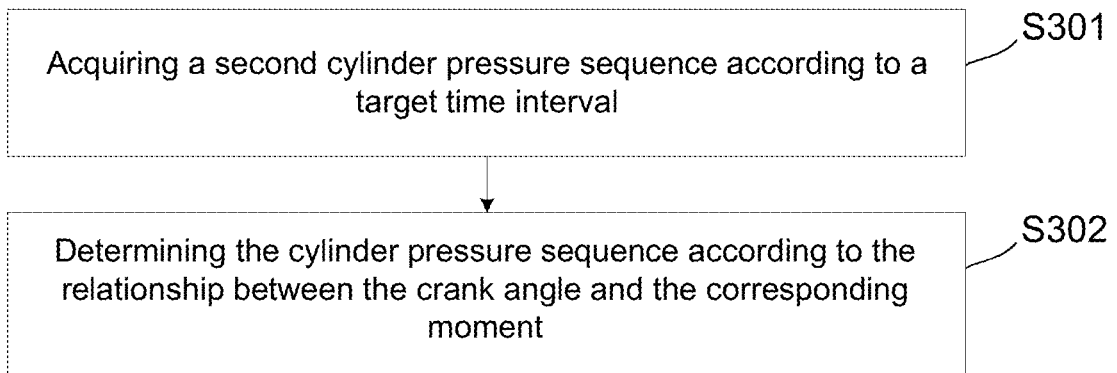 S301
Acquiring a second cylinder pressure sequence according to a
target time interval
S302
Determining the cylinder pressure sequence according to the
relationship between the crank angle and the corresponding
moment